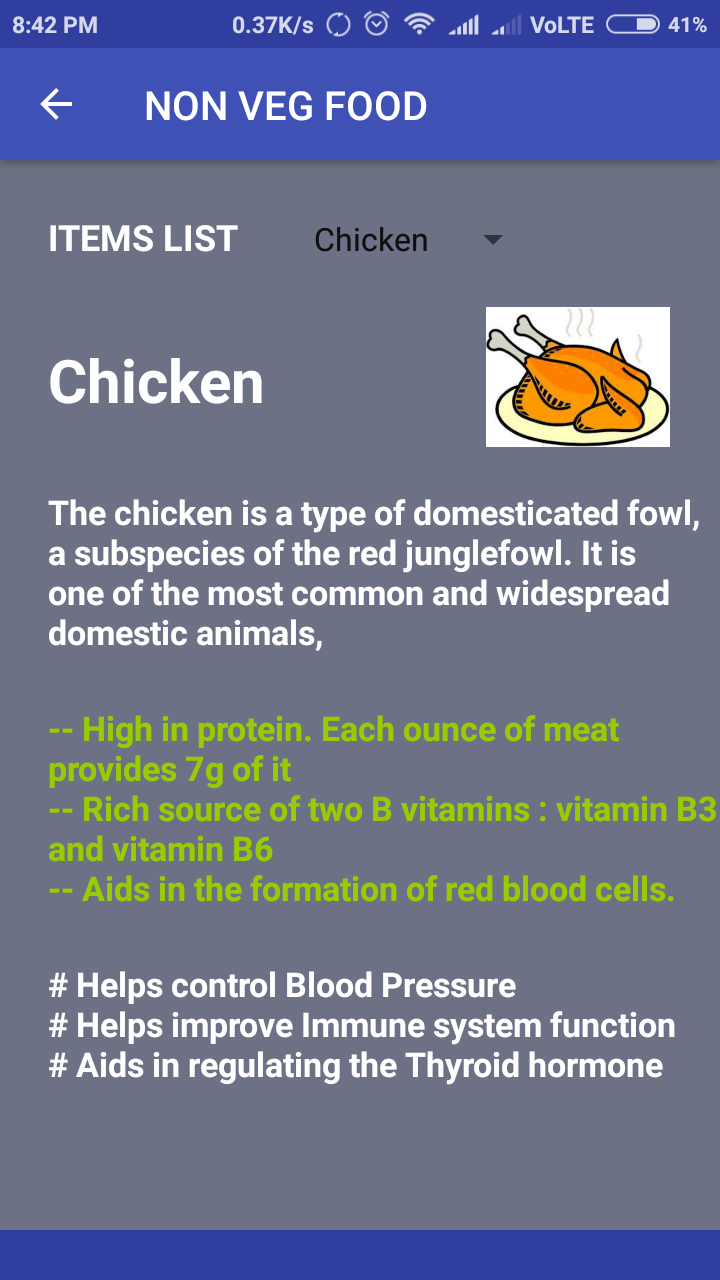 8:42 PM 0.37K/s VoLTE 41%
NON VEG FOOD
ITEMS LIST Chicken
Chicken
The chicken is a type of domesticated fowl,
a subspecies of the red junglefowl. It is
one of the most common and widespread
domestic animals,
-- High in protein. Each ounce of meat
provides 7g of it
-- Rich source of two B vitamins : vitamin B3
and vitamin B6
-- Aids in the formation of red blood cells.
# Helps control Blood Pressure
# Helps improve Immune system function
# Aids in regulating the Thyroid hormone